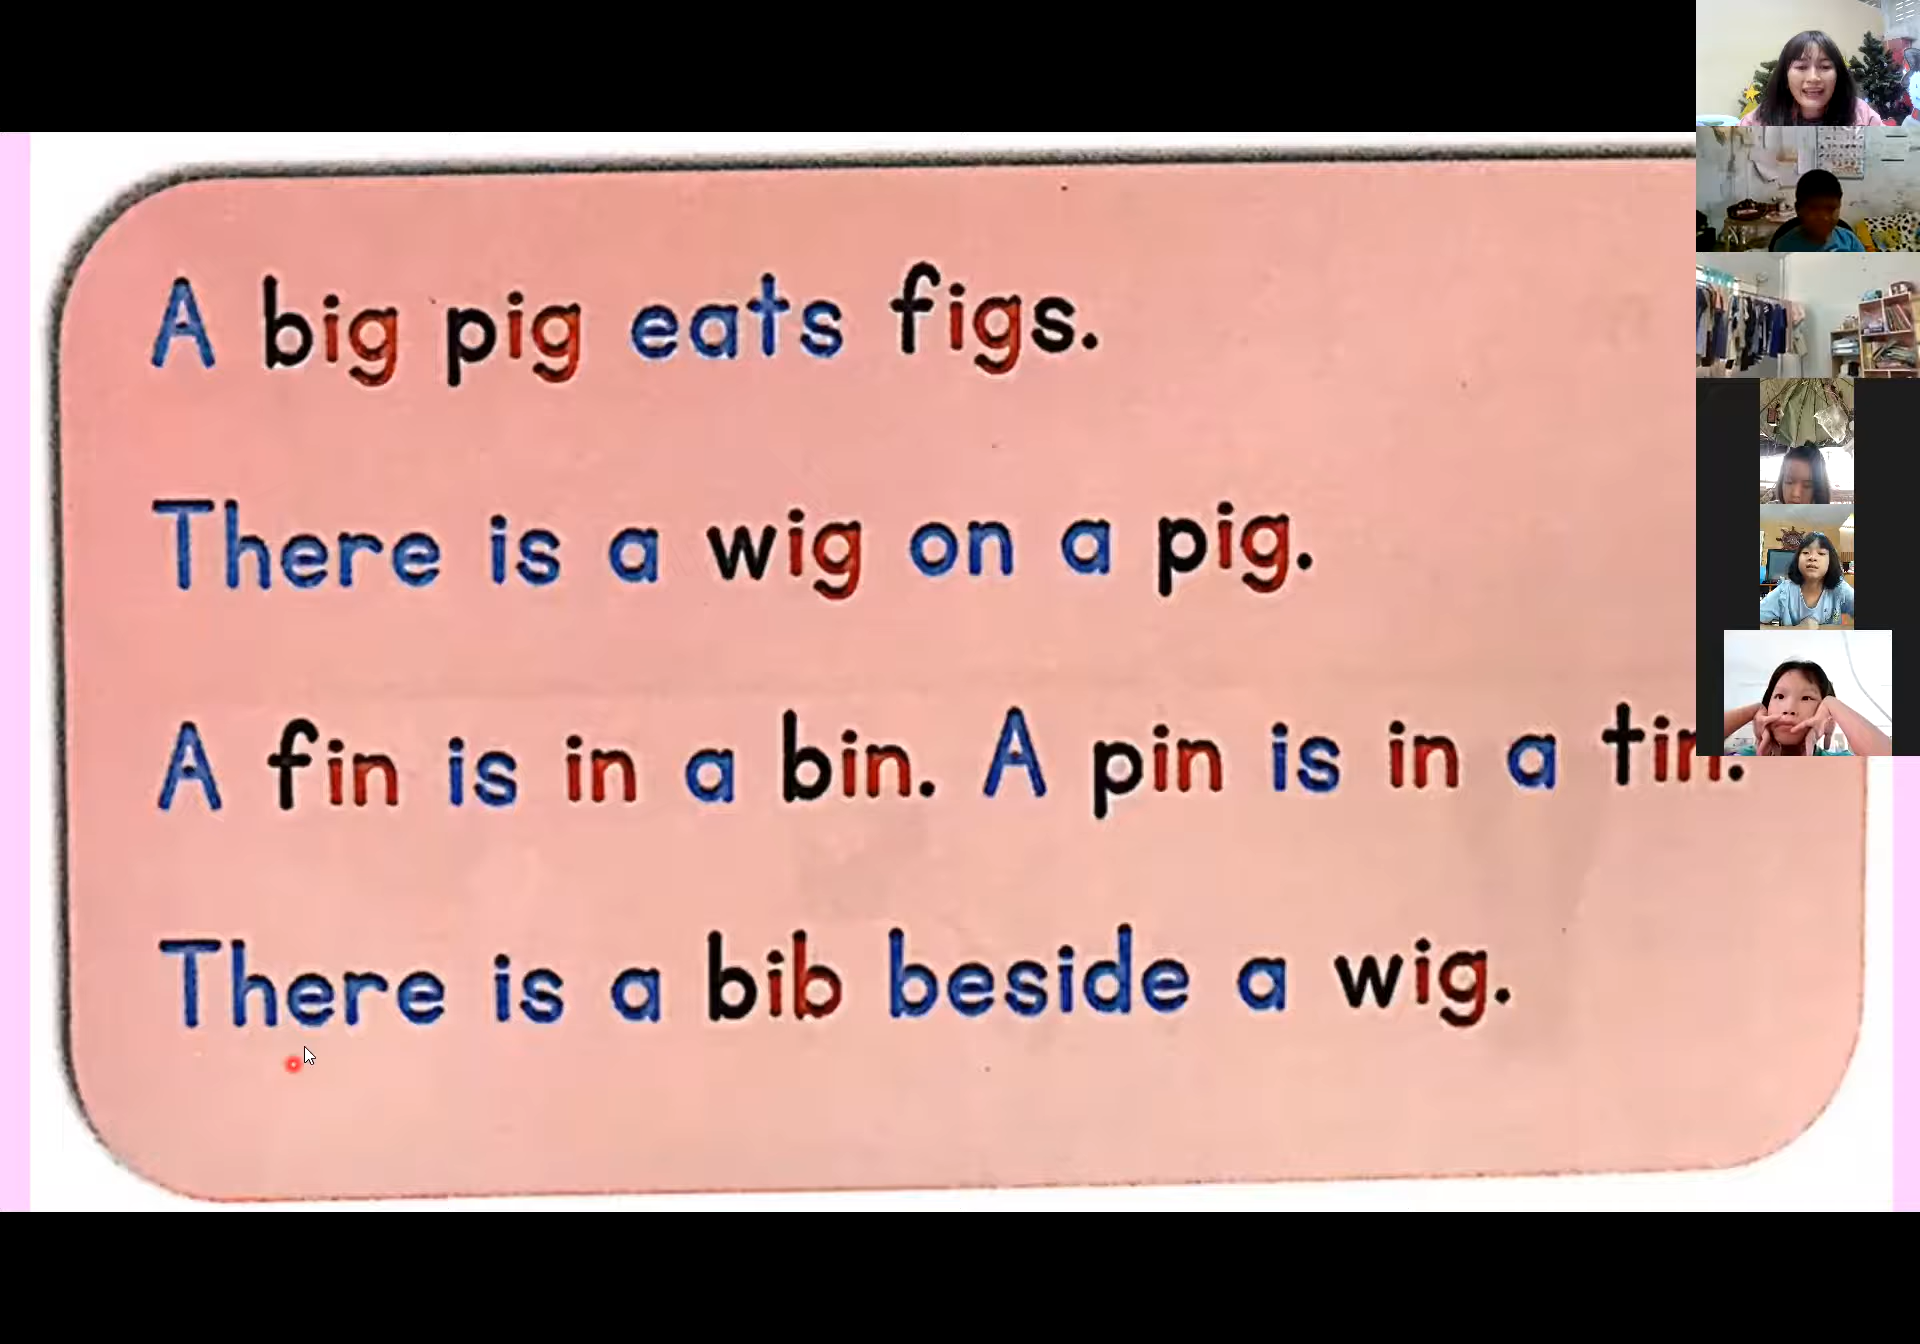 A big pig eats figs.
There is a wig on a pig.
A fin is in a bin. A pin is in a tin.
There is a bib beside a wig.